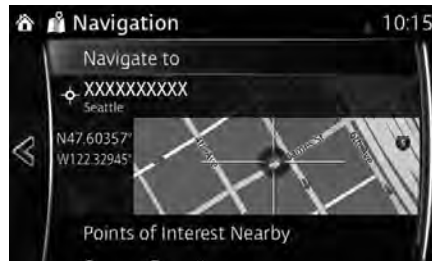 Navigation
10:15
Navigate to
XXXXXXXXXX
Seattle
N47.60357°
W122.32945°
Points of Interest Nearby